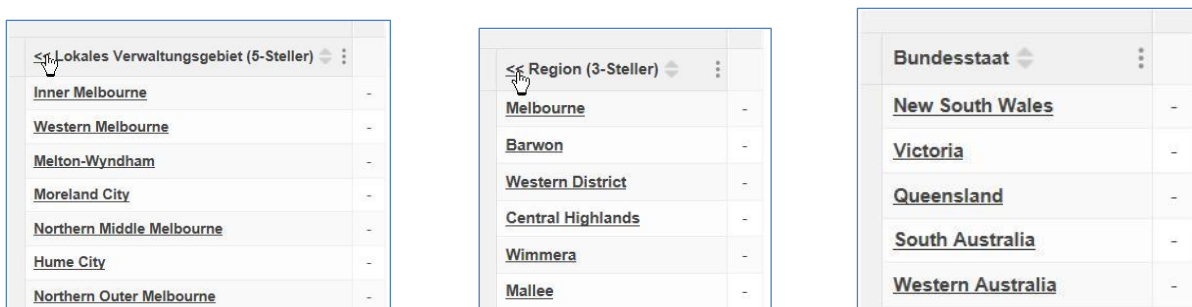 << Lokales Verwaltungsgebiet (5-Steller)
Inner Melbourne -
Western Melbourne -
Melton-Wyndham -
Moreland City -
Northern Middle Melbourne -
Hume City -
Northern Outer Melbourne -
<< Region (3-Steller)
Melbourne -
Barwon -
Western District -
Central Highlands -
Wimmera -
Mallee -
Bundesstaat
New South Wales -
Victoria -
Queensland -
South Australia -
Western Australia -